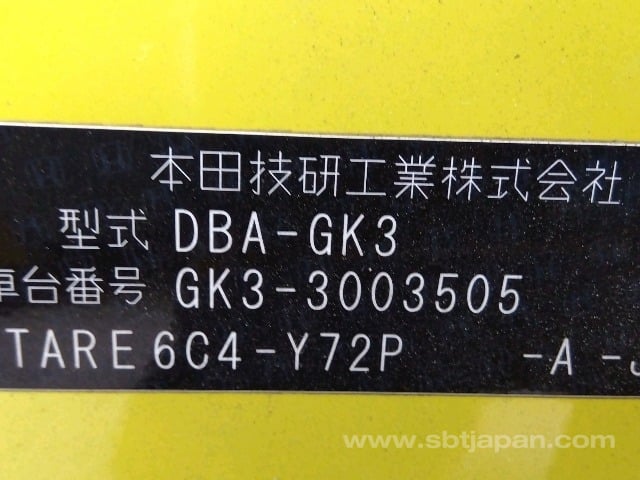 本田技研工業株式会社
型式 DBA-GK3
車台番号 GK3-3003505
TARE 6C4-Y72P -A -J
www.sbtjapan.com